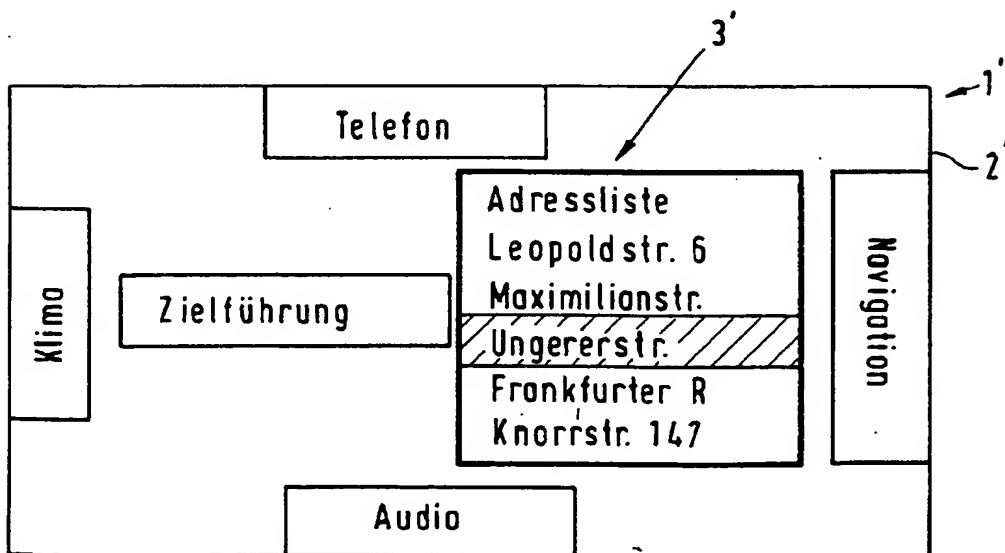 3'
1'
Telefon
2'
Adressliste
Leopoldstr. 6
Maximilianstr.
Klima
Zielführung
Ungererstr.
Navigation
Frankfurter R
Knorrstr. 147
Audio